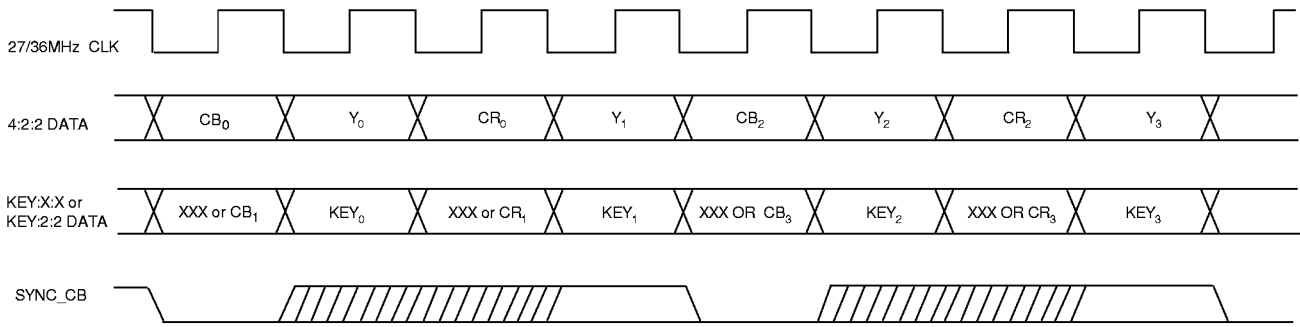 27/36MHz CLK
4:2:2 DATA
CB0 Y0 CR0 Y1 CB2 Y2 CR2 Y3
KEY:X:X or
KEY:2:2 DATA
XXX or CB1 KEY0 XXX or CR1 KEY1 XXX OR CB3 KEY2 XXX OR CR3 KEY3
SYNC_CB